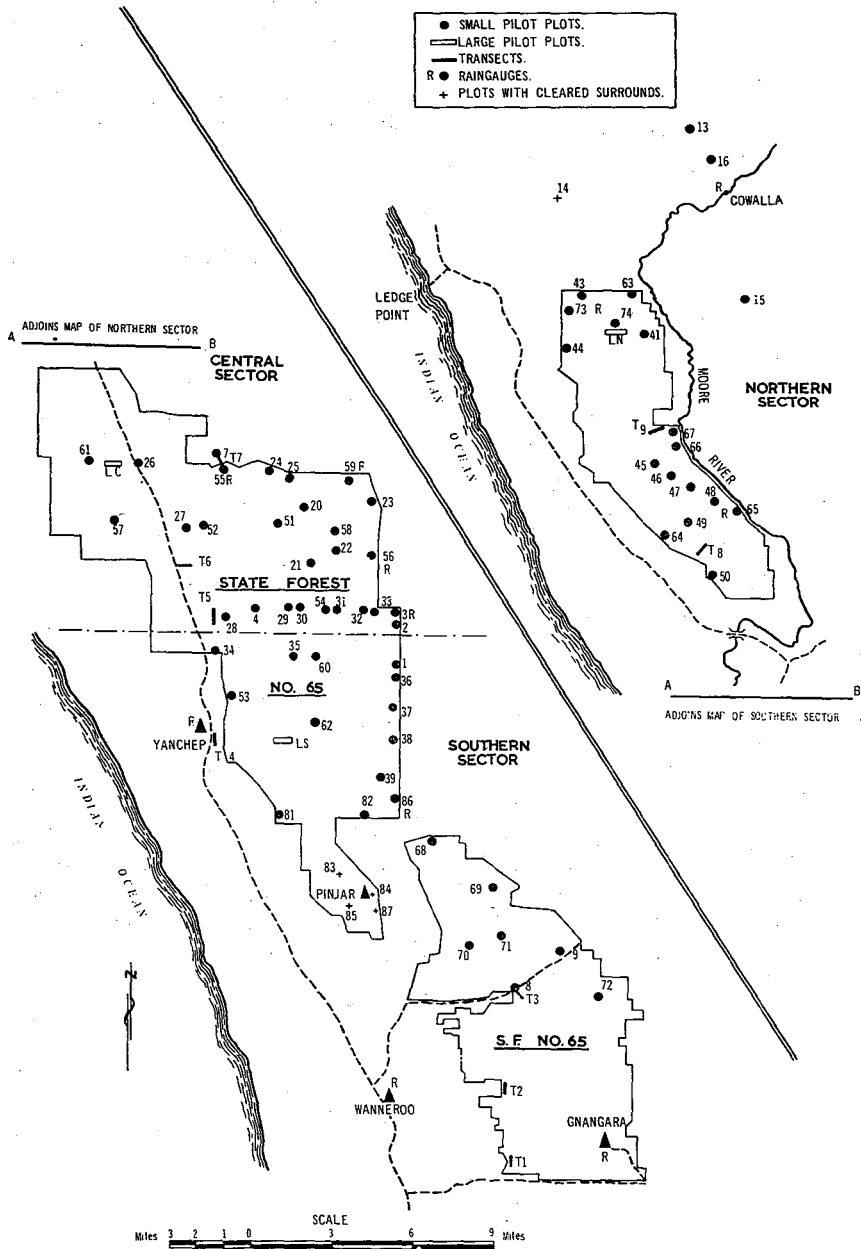 ● SMALL PILOT PLOTS.
LARGE PILOT PLOTS.
TRANSECTS.
R ● RAINGAUGES.
+ PLOTS WITH CLEARED SURROUNDS.
13
16
R
COWALLA
14
15
LEDGE
POINT
INDIAN OCEAN
43
63
73
R
74
LN
41
44
MOORE RIVER
NORTHERN
SECTOR
T9
67
66
45
46
47
48
R
65
49
64
T8
50
A B
ADJOINS MAP OF SOUTHERN SECTOR
ADJOINS MAP OF NORTHERN SECTOR
A B
CENTRAL
SECTOR
61
LC
26
7
T7
55R
24
25
59 R
23
20
57
27
52
51
58
22
21
56
R
T6
STATE FOREST
T5
28
4
29
30
54
31
32
33
3R
2
34
35
60
1
36
NO. 65
53
37
R
YANCHEP
T4
62
LS
38
SOUTHERN
SECTOR
39
86
R
81
82
INDIAN OCEAN
83
PINJAR
84
85
87
68
69
70
71
9
8
T3
72
N
S.F. NO.65
R
WANNEROO
T2
GNANGARA
R
T1
SCALE
Miles 3 2 1 0 3 6 9 Miles